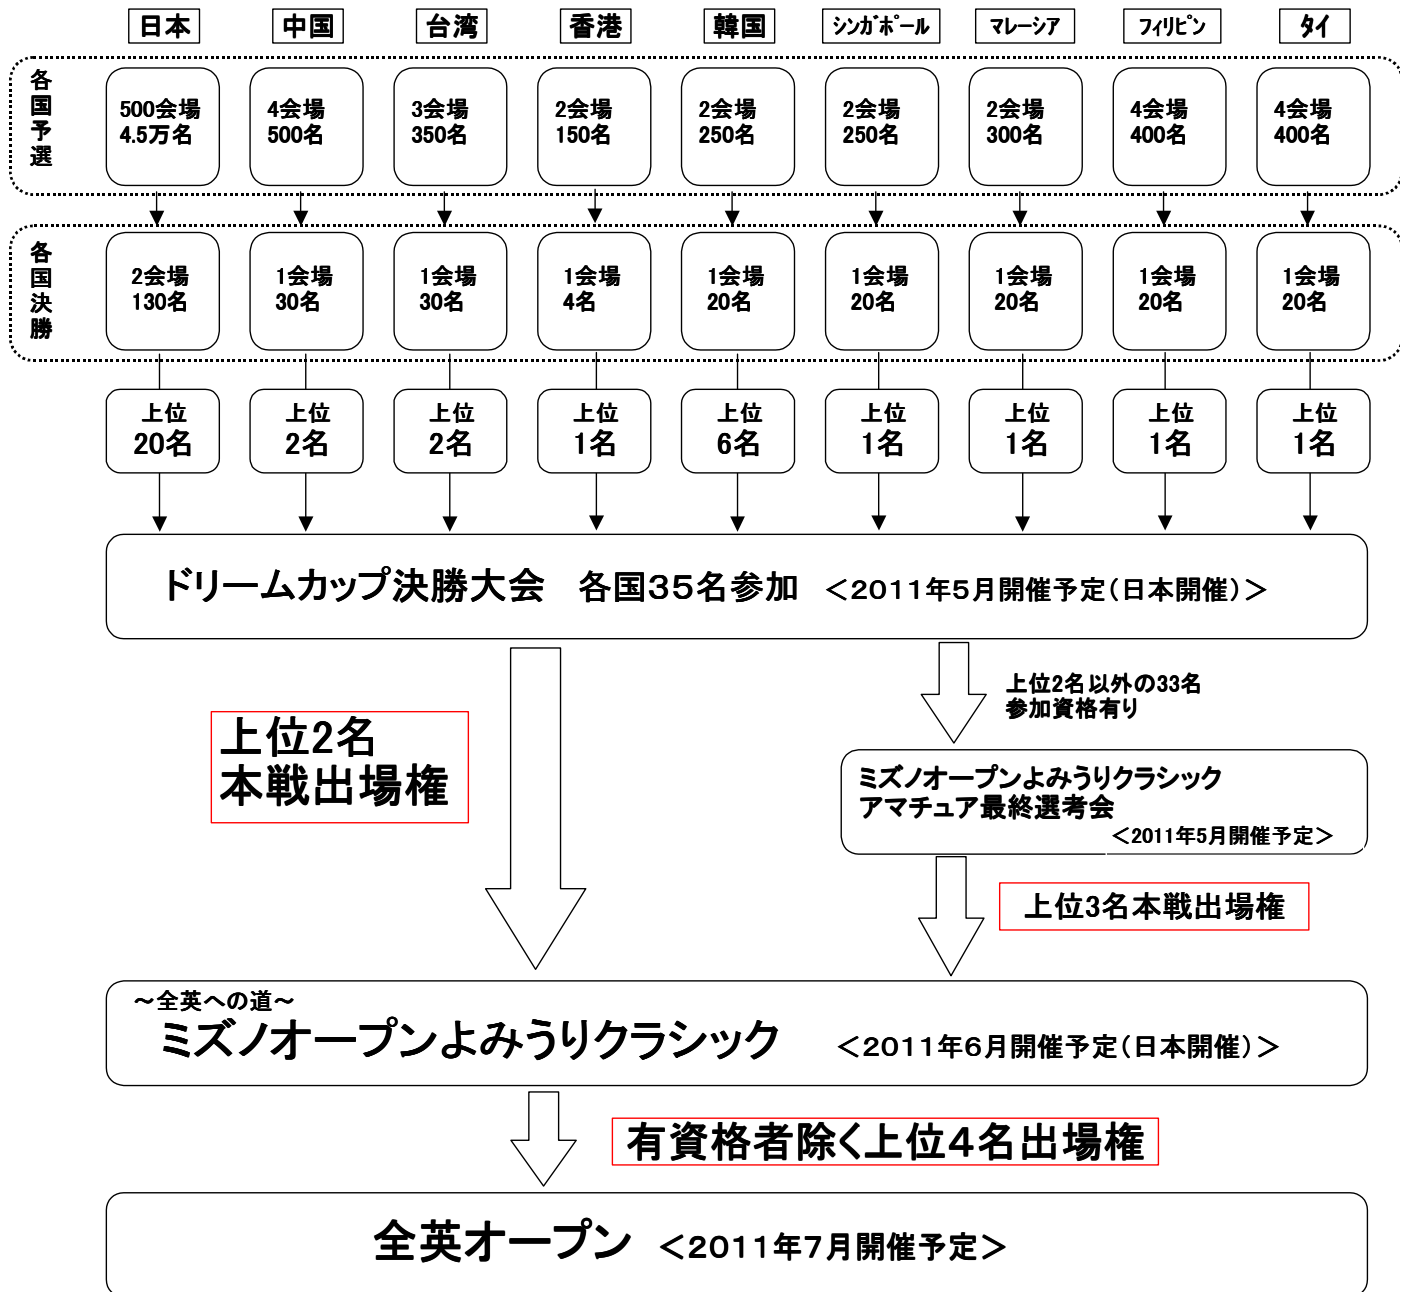 日本 中国 台湾 香港 韓国 シンガポール マレーシア フィリピン タイ
各国予選
500会場 4会場 3会場 2会場 2会場 2会場 2会場 4会場 4会場
4.5万名 500名 350名 150名 250名 250名 300名 400名 400名
各国決勝
2会場 1会場 1会場 1会場 1会場 1会場 1会場 1会場 1会場
130名 30名 30名 4名 20名 20名 20名 20名 20名
上位 上位 上位 上位 上位 上位 上位 上位 上位
20名 2名 2名 1名 6名 1名 1名 1名 1名
ドリームカップ決勝大会 各国35名参加 <2011年5月開催予定(日本開催)>
上位2名以外の33名
参加資格有り
上位2名
本戦出場権
ミズノオープンよみうりクラシック
アマチュア最終選考会
<2011年5月開催予定>
上位3名本戦出場権
~全英への道~
ミズノオープンよみうりクラシック <2011年6月開催予定(日本開催)>
有資格者除く上位4名出場権
全英オープン <2011年7月開催予定>